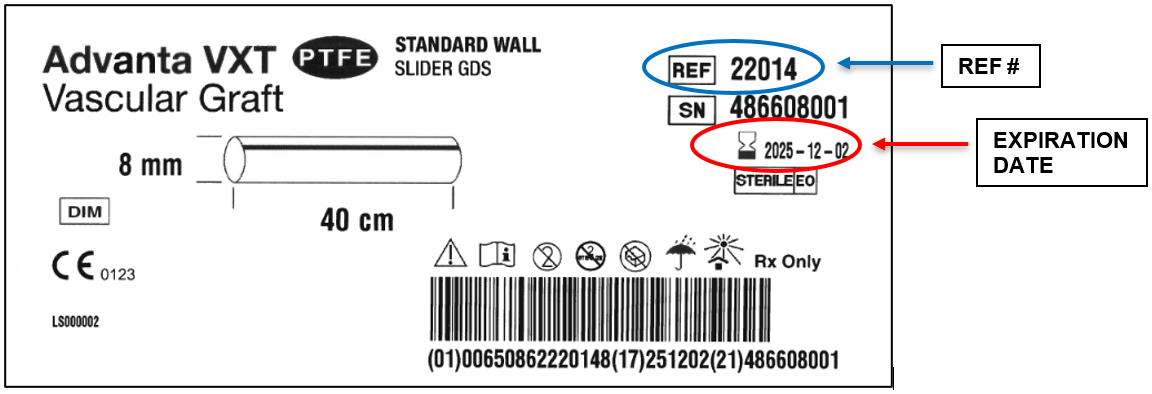 Advanta VXT
Vascular Graft
PTFE
STANDARD WALL
SLIDER GDS
REF 22014
REF #
SN 486608001
2025-12-02
EXPIRATION
DATE
STERILE EO
8 mm
40 cm
DIM
CE 0123
LS000002
Rx Only
(01)00650862220148(17)251202(21)486608001